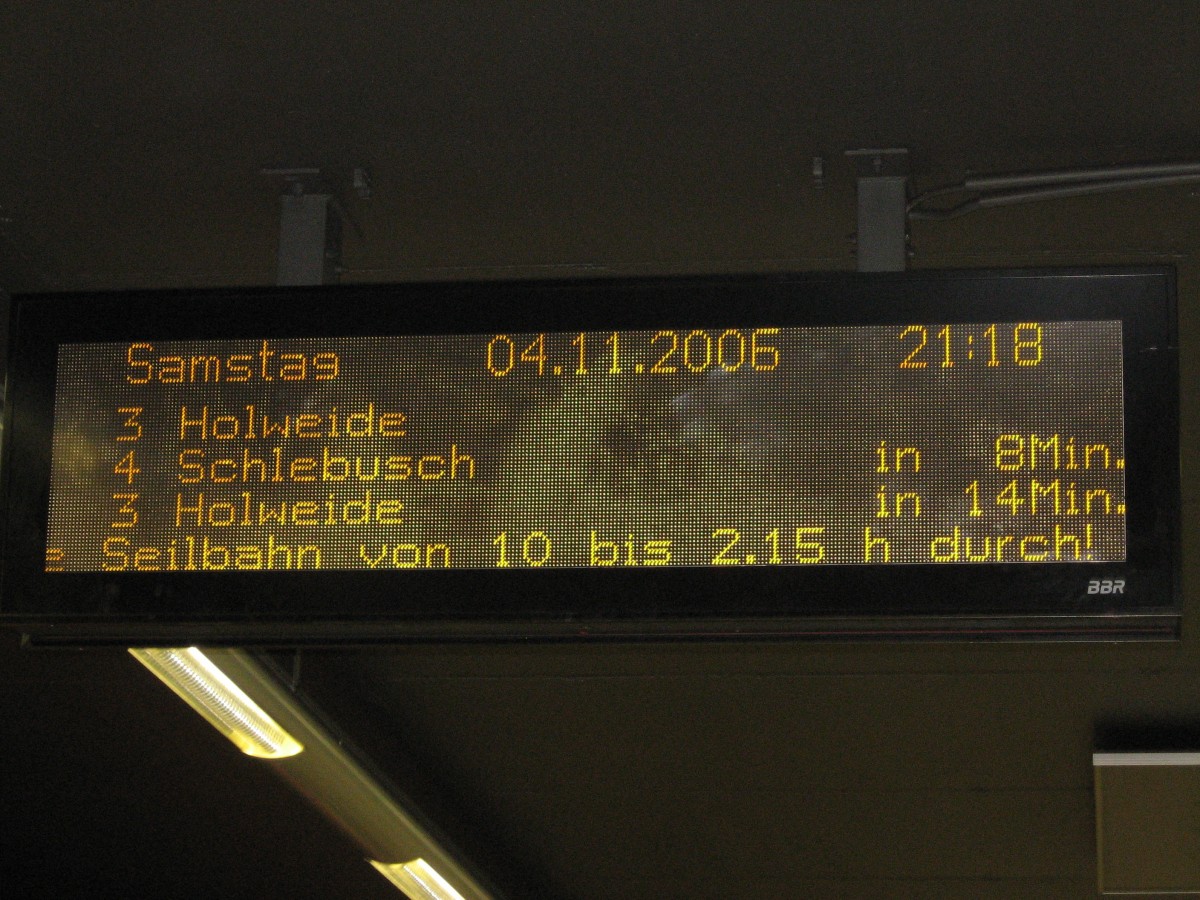 Samstag 04.11.2006 21:18
3 Holweide
4 Schlebusch in 8Min.
3 Holweide in 14Min.
e Seilbahn von 10 bis 2.15 h durch!
BBR